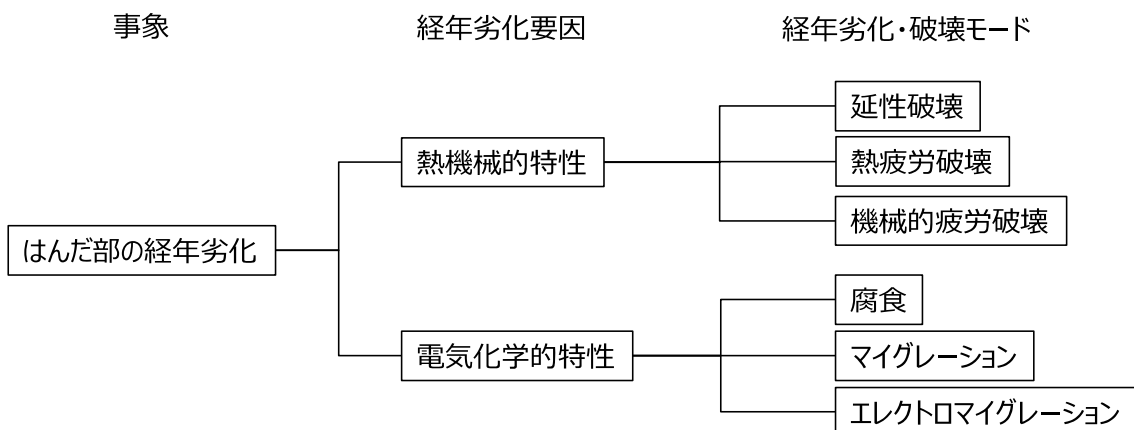 事象
経年劣化要因
経年劣化・破壊モード
はんだ部の経年劣化
熱機械的特性
延性破壊
熱疲労破壊
機械的疲労破壊
電気化学的特性
腐食
マイグレーション
エレクトロマイグレーション